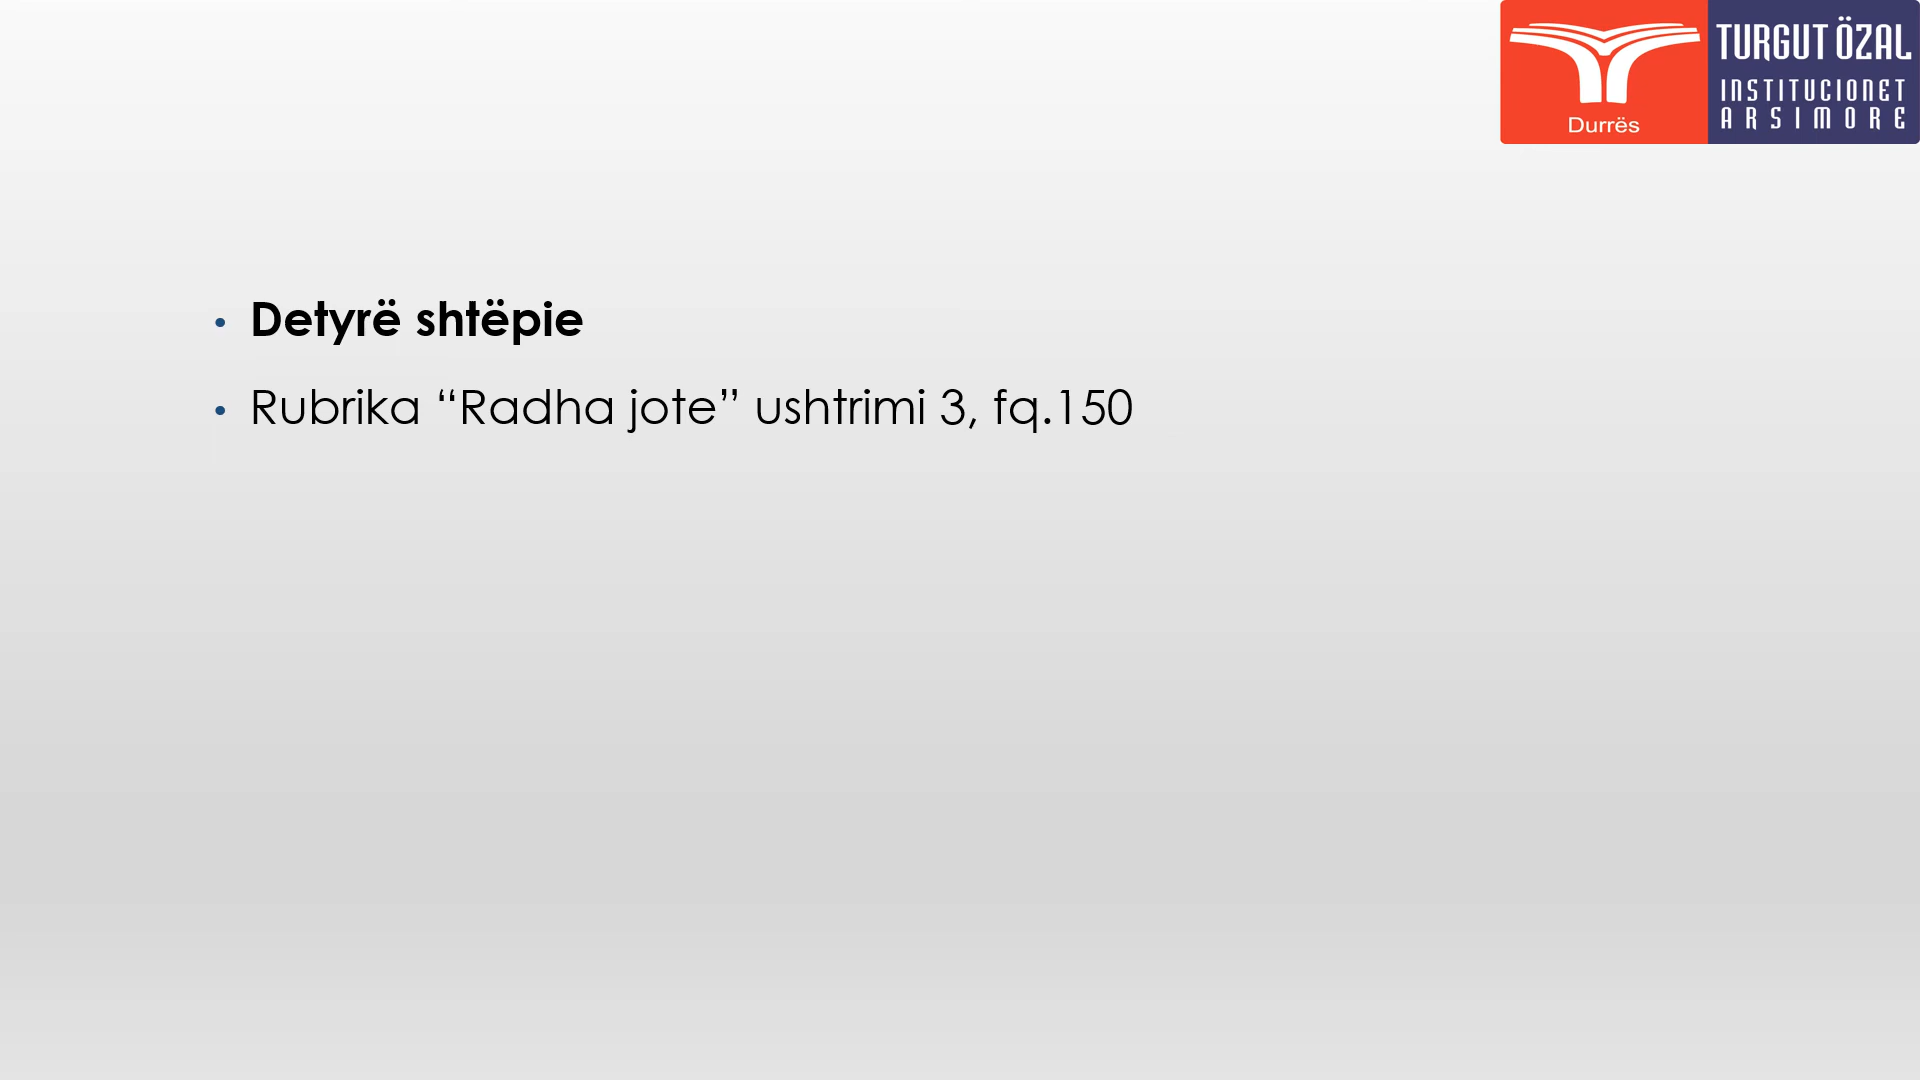 TURGUT ÖZAL
INSTITUCIONET
ARSIMORE
Durrës
• Detyrë shtëpie
• Rubrika “Radha jote” ushtrimi 3, fq.150